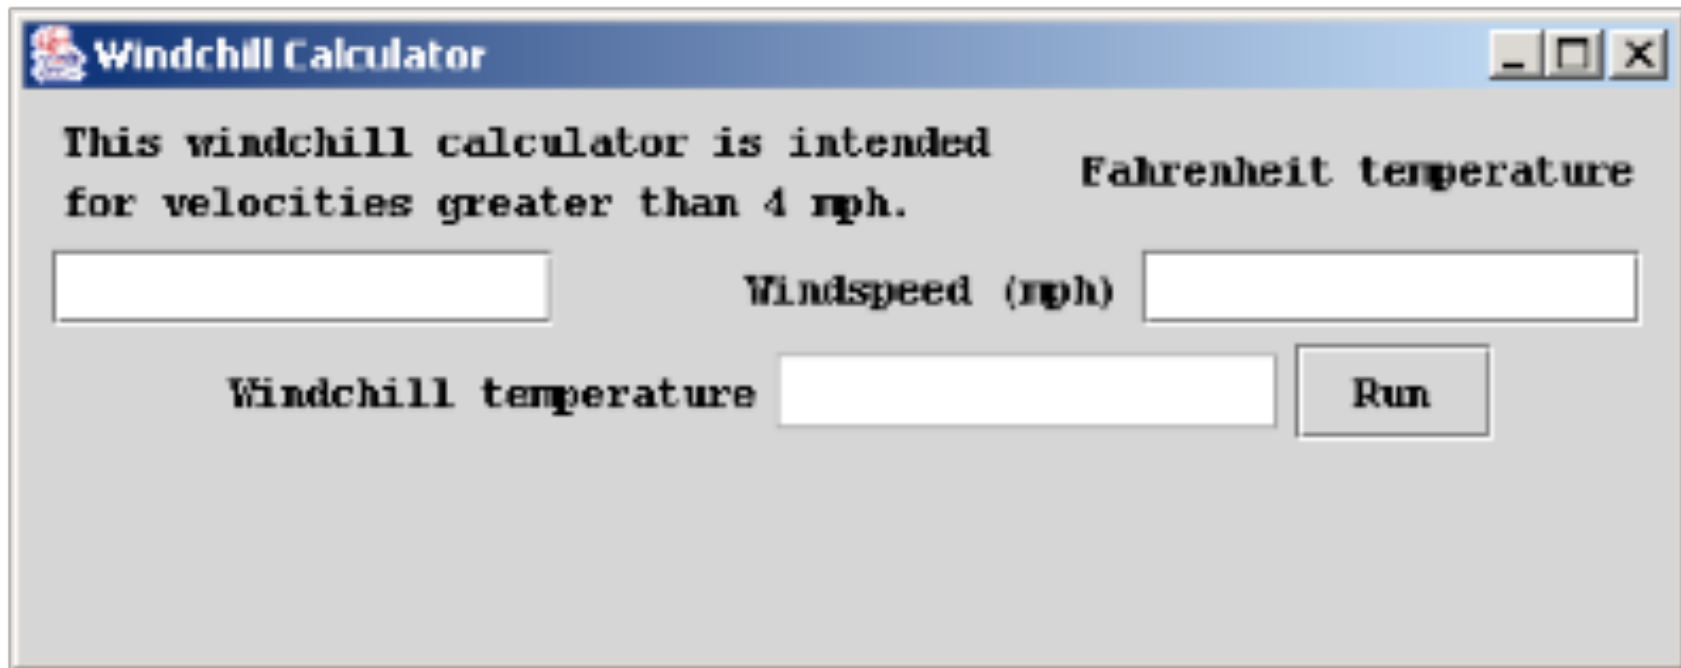 Windchill Calculator
This windchill calculator is intended
for velocities greater than 4 mph.
Fahrenheit temperature
Windspeed (mph)
Windchill temperature
Run